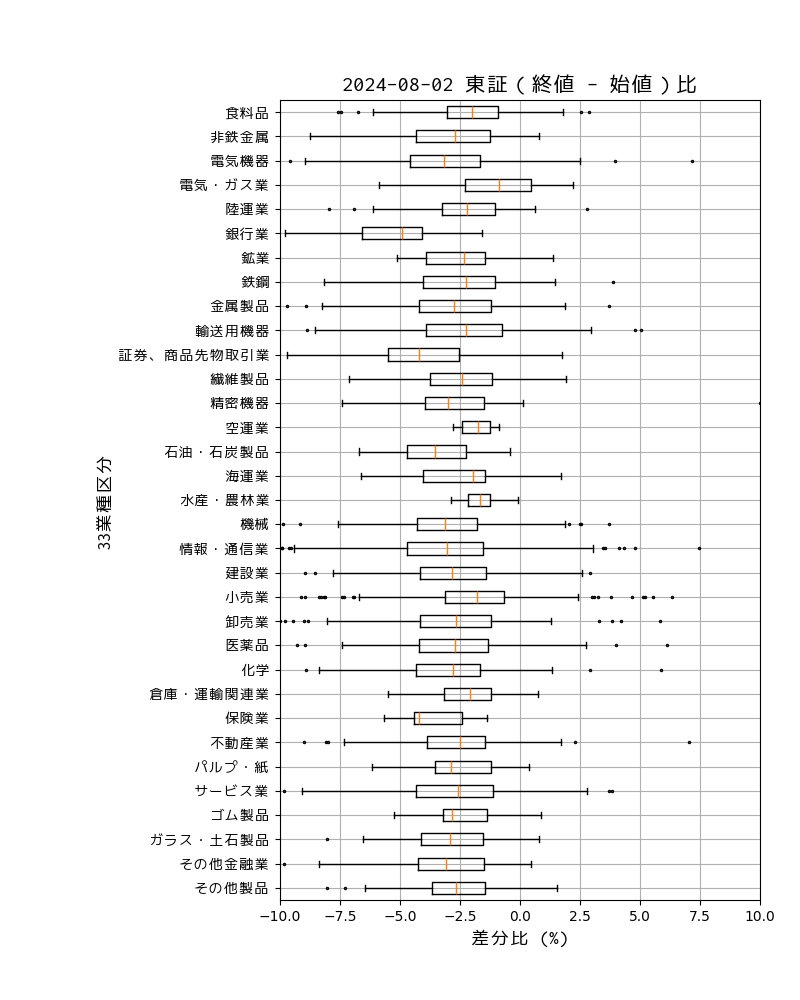 2024-08-02 東証 ( 終値 - 始値 ) 比
食料品
非鉄金属
電気機器
電気・ガス業
陸運業
銀行業
鉱業
鉄鋼
金属製品
輸送用機器
証券、商品先物取引業
繊維製品
精密機器
空運業
石油・石炭製品
海運業
水産・農林業
機械
情報・通信業
建設業
小売業
卸売業
医薬品
化学
倉庫・運輸関連業
保険業
不動産業
パルプ・紙
サービス業
ゴム製品
ガラス・土石製品
その他金融業
その他製品
33業種区分
−10.0 −7.5 −5.0 −2.5 0.0 2.5 5.0 7.5 10.0
差分比 (%)